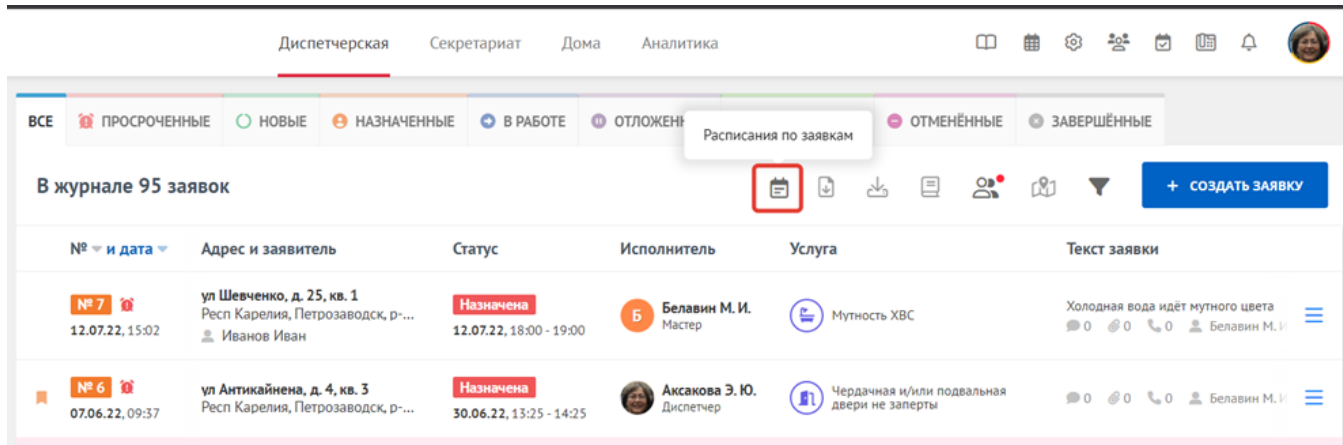 Диспетчерская Секретариат Дома Аналитика
ВСЕ ПРОСРОЧЕННЫЕ НОВЫЕ НАЗНАЧЕННЫЕ В РАБОТЕ ОТМЕНЁННЫЕ ЗАВЕРШЁННЫЕ
Расписания по заявкам
В журнале 95 заявок
+ СОЗДАТЬ ЗАЯВКУ
№ и дата Адрес и заявитель Статус Исполнитель Услуга Текст заявки
№ 7
12.07.22, 15:02
ул Шевченко, д. 25, кв. 1
Респ Карелия, Петрозаводск, р-...
Иванов Иван
Назначена
12.07.22, 18:00 - 19:00
Б
Белавин М. И.
Мастер
Мутность ХВС
Холодная вода идёт мутного цвета
0 0 0 Белавин М. И
№ 6
07.06.22, 09:37
ул Антикайнена, д. 4, кв. 3
Респ Карелия, Петрозаводск, р-...
Назначена
30.06.22, 13:25 - 14:25
Аксакова Э. Ю.
Диспетчер
Чердачная и/или подвальная
двери не заперты
0 0 0 Белавин М. И